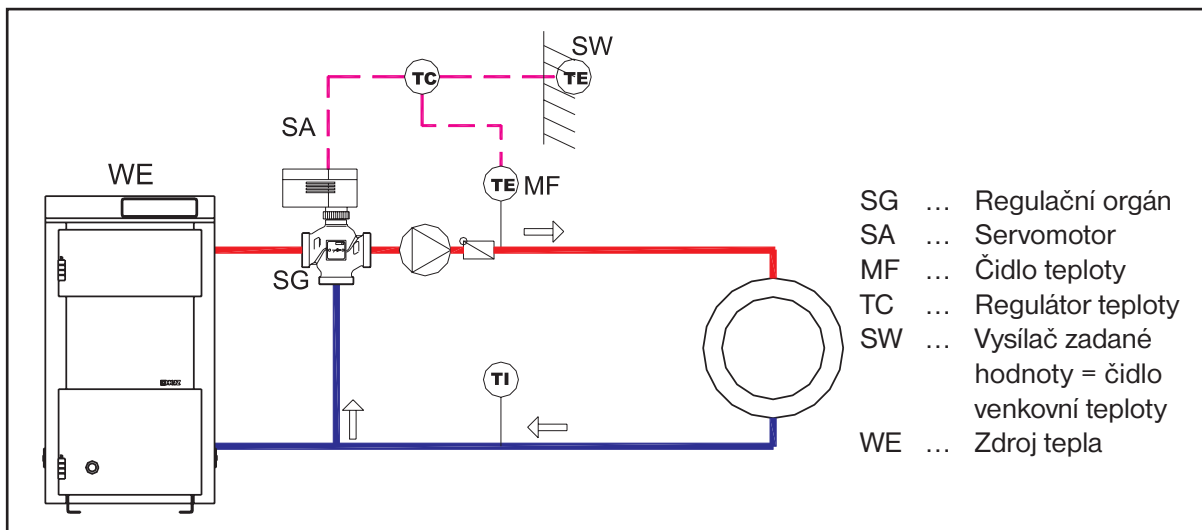 SW
TC
TE
SA
WE
TE MF
SG
TI
SG … Regulační orgán
SA … Servomotor
MF … Čidlo teploty
TC … Regulátor teploty
SW … Vysílač zadané
hodnoty = čidlo
venkovní teploty
WE … Zdroj tepla